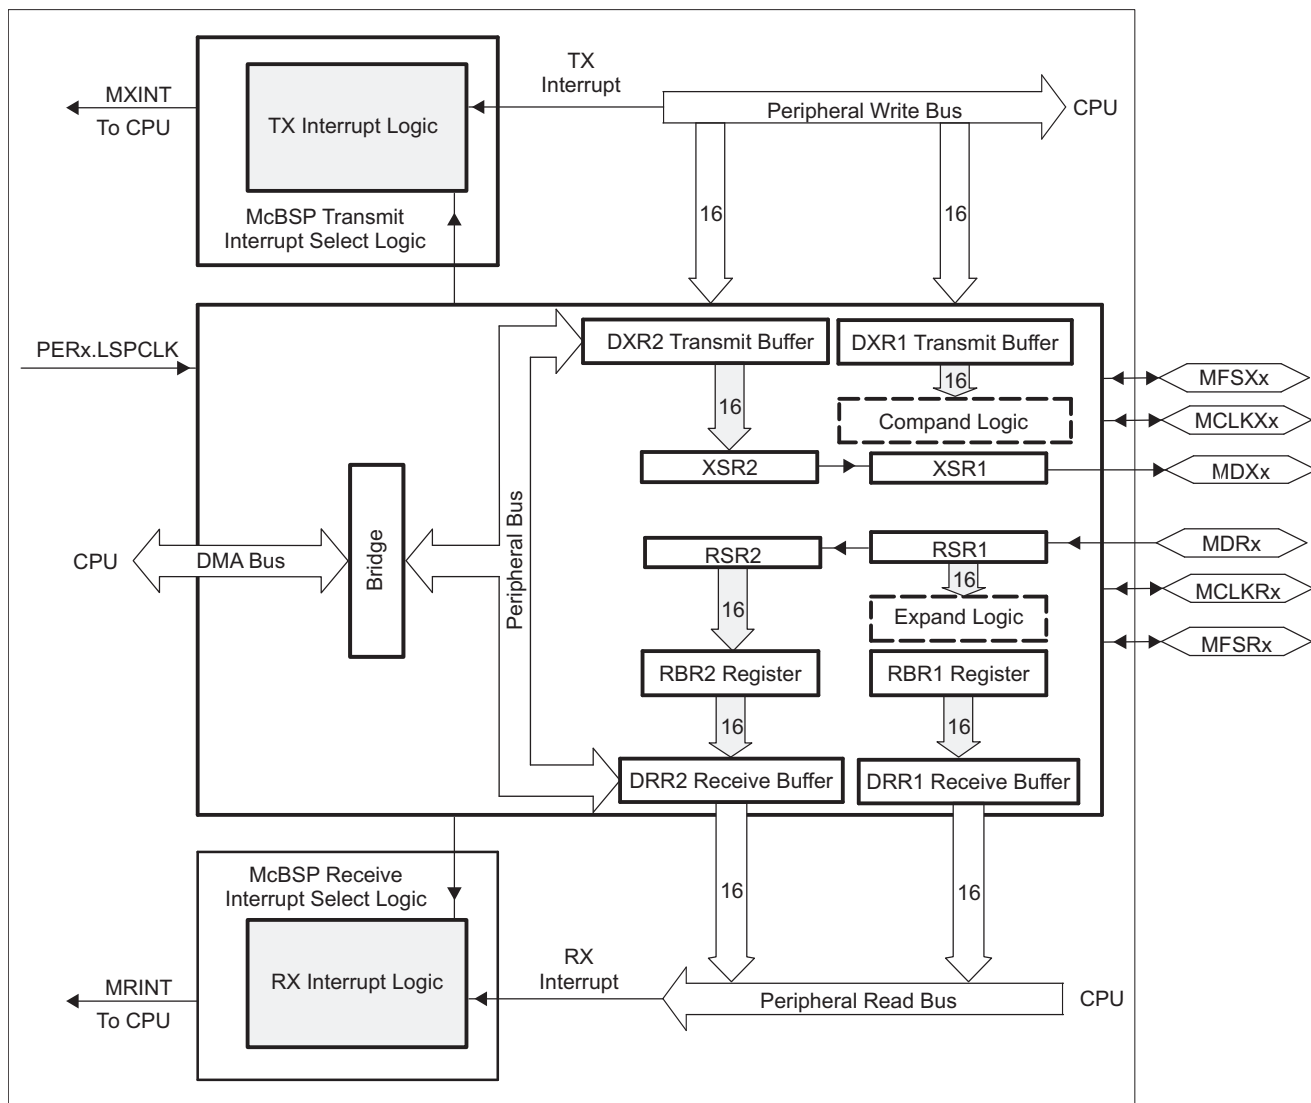 TX
Interrupt
MXINT
To CPU
TX Interrupt Logic
Peripheral Write Bus
CPU
McBSP Transmit
Interrupt Select Logic
16
16
PERx.LSPCLK
DXR2 Transmit Buffer
DXR1 Transmit Buffer
MFSXx
16
16
Compand Logic
MCLKXx
XSR2
XSR1
MDXx
Peripheral Bus
CPU
DMA Bus
Bridge
RSR2
RSR1
MDRx
16
16
MCLKRx
Expand Logic
MFSRx
RBR2 Register
RBR1 Register
16
16
DRR2 Receive Buffer
DRR1 Receive Buffer
McBSP Receive
Interrupt Select Logic
16
16
RX
Interrupt
MRINT
To CPU
RX Interrupt Logic
Peripheral Read Bus
CPU